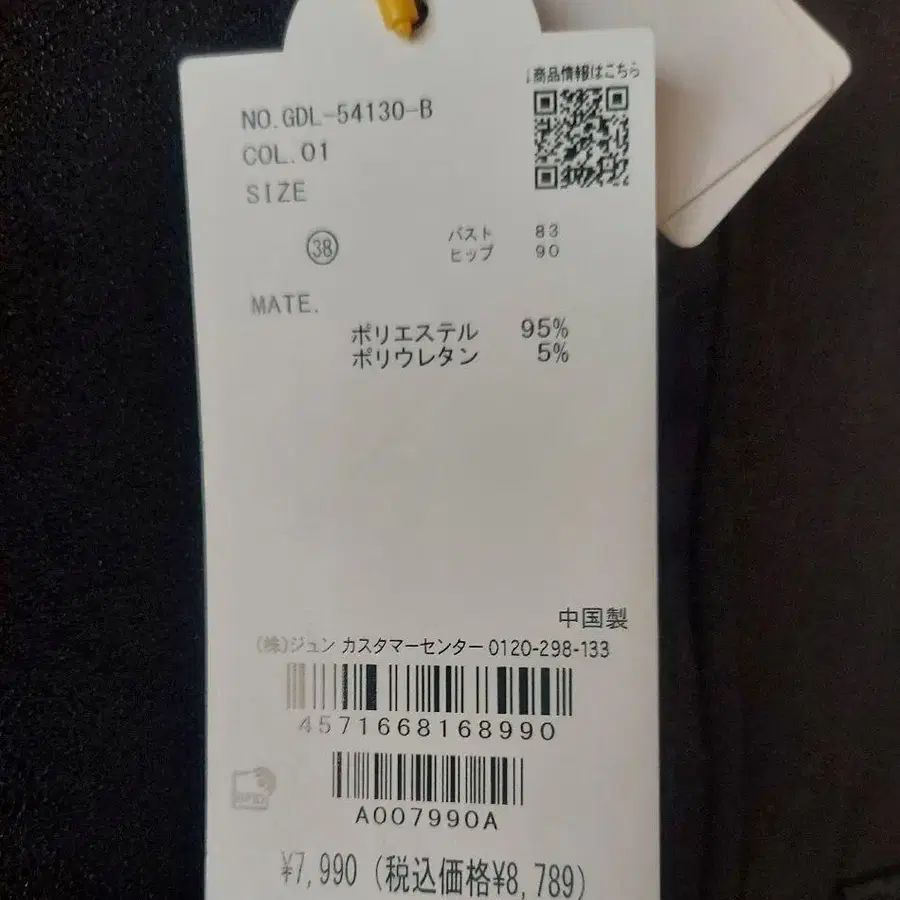 ↓商品情報はこちら
NO.GDL-54130-B
COL.01
SIZE
38 バスト 83
ヒップ 90
MATE.
ポリエステル 95%
ポリウレタン 5%
中国製
(株)ジュン カスタマーセンター 0120-298-133
4571668168990
RFID
A007990A
¥7,990 (税込価格¥8,789)